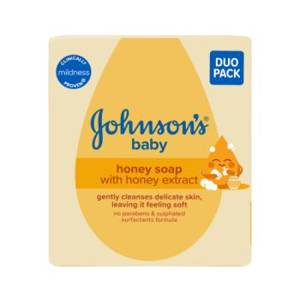 CLINICALLY
mildness
PROVEN®
DUO
PACK
Johnson's®
baby
honey soap
with honey extract
gently cleanses delicate skin,
leaving it feeling soft
no parabens & sulphated
surfactants formula